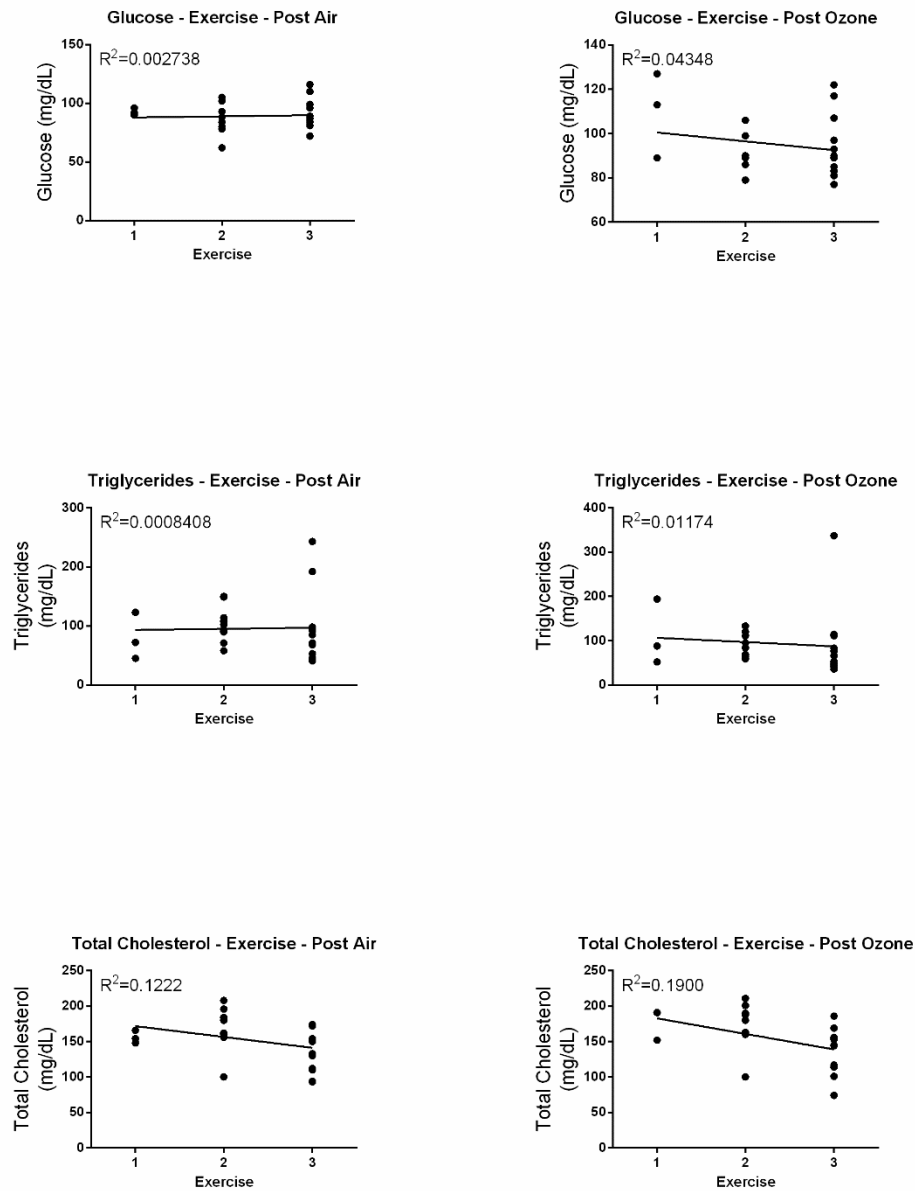 Glucose - Exercise - Post Air
R²=0.002738
150
100
50
0
Glucose (mg/dL)
1 2 3
Exercise
Glucose - Exercise - Post Ozone
R²=0.04348
140
120
100
80
60
Glucose (mg/dL)
1 2 3
Exercise
Triglycerides - Exercise - Post Air
R²=0.0008408
300
200
100
0
Triglycerides
(mg/dL)
1 2 3
Exercise
Triglycerides - Exercise - Post Ozone
R²=0.01174
400
300
200
100
0
Triglycerides
(mg/dL)
1 2 3
Exercise
Total Cholesterol - Exercise - Post Air
R²=0.1222
250
200
150
100
50
0
Total Cholesterol
(mg/dL)
1 2 3
Exercise
Total Cholesterol - Exercise - Post Ozone
R²=0.1900
250
200
150
100
50
0
Total Cholesterol
(mg/dL)
1 2 3
Exercise